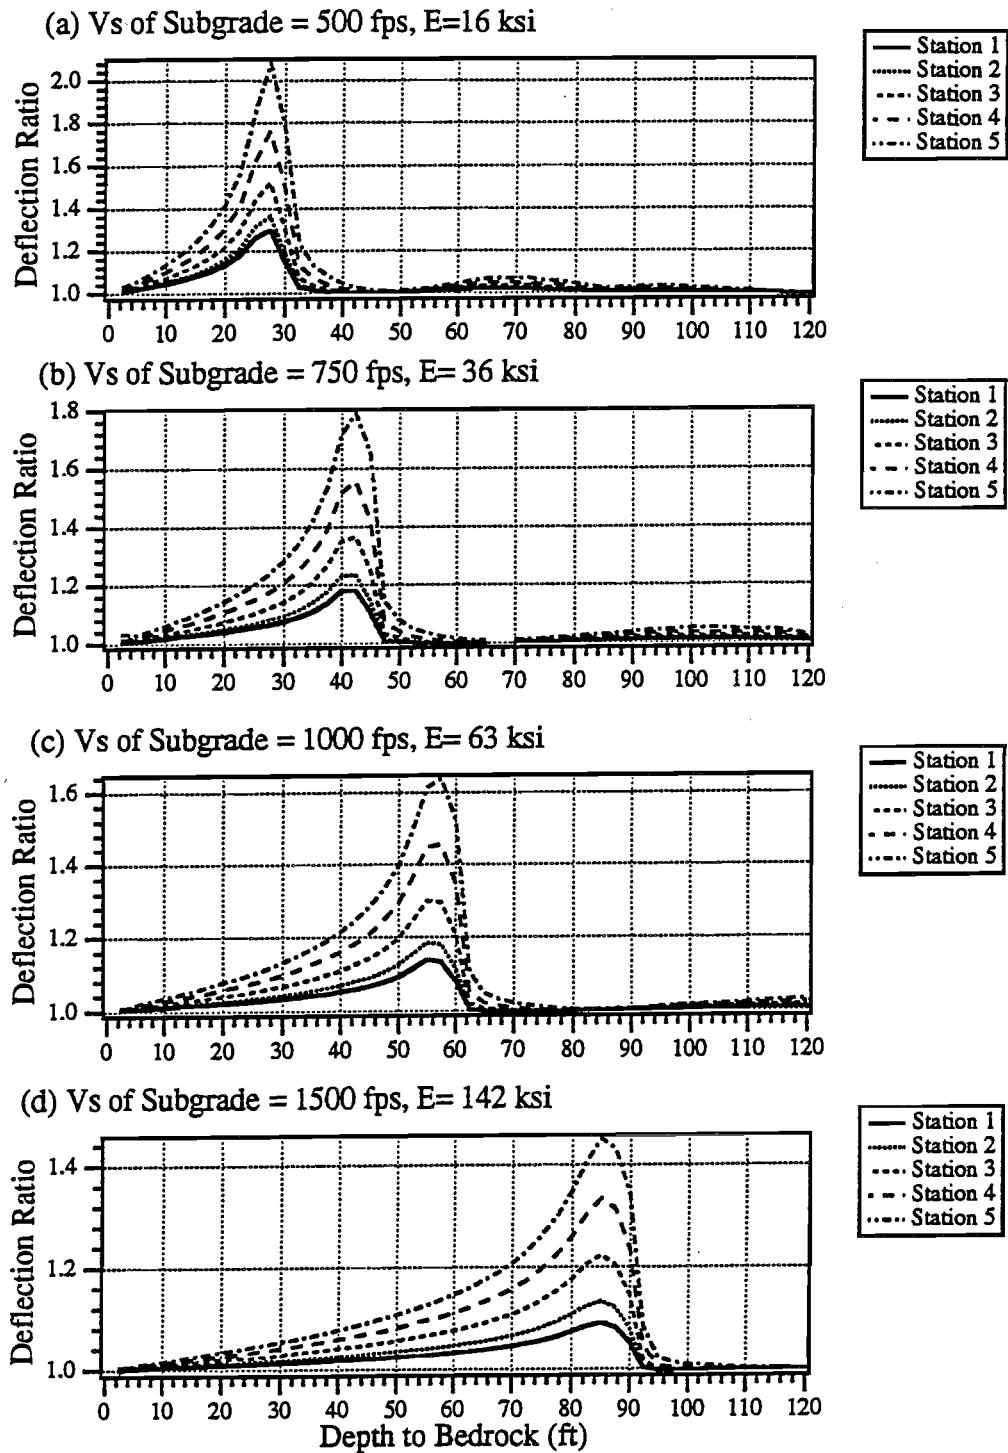 (a) Vs of Subgrade = 500 fps, E=16 ksi
Deflection Ratio
2.0
1.8
1.6
1.4
1.2
1.0
0 10 20 30 40 50 60 70 80 90 100 110 120
Station 1
Station 2
Station 3
Station 4
Station 5
(b) Vs of Subgrade = 750 fps, E= 36 ksi
Deflection Ratio
1.8
1.6
1.4
1.2
1.0
0 10 20 30 40 50 60 70 80 90 100 110 120
Station 1
Station 2
Station 3
Station 4
Station 5
(c) Vs of Subgrade = 1000 fps, E= 63 ksi
Deflection Ratio
1.6
1.4
1.2
1.0
0 10 20 30 40 50 60 70 80 90 100 110 120
Station 1
Station 2
Station 3
Station 4
Station 5
(d) Vs of Subgrade = 1500 fps, E= 142 ksi
Deflection Ratio
1.4
1.2
1.0
0 10 20 30 40 50 60 70 80 90 100 110 120
Depth to Bedrock (ft)
Station 1
Station 2
Station 3
Station 4
Station 5